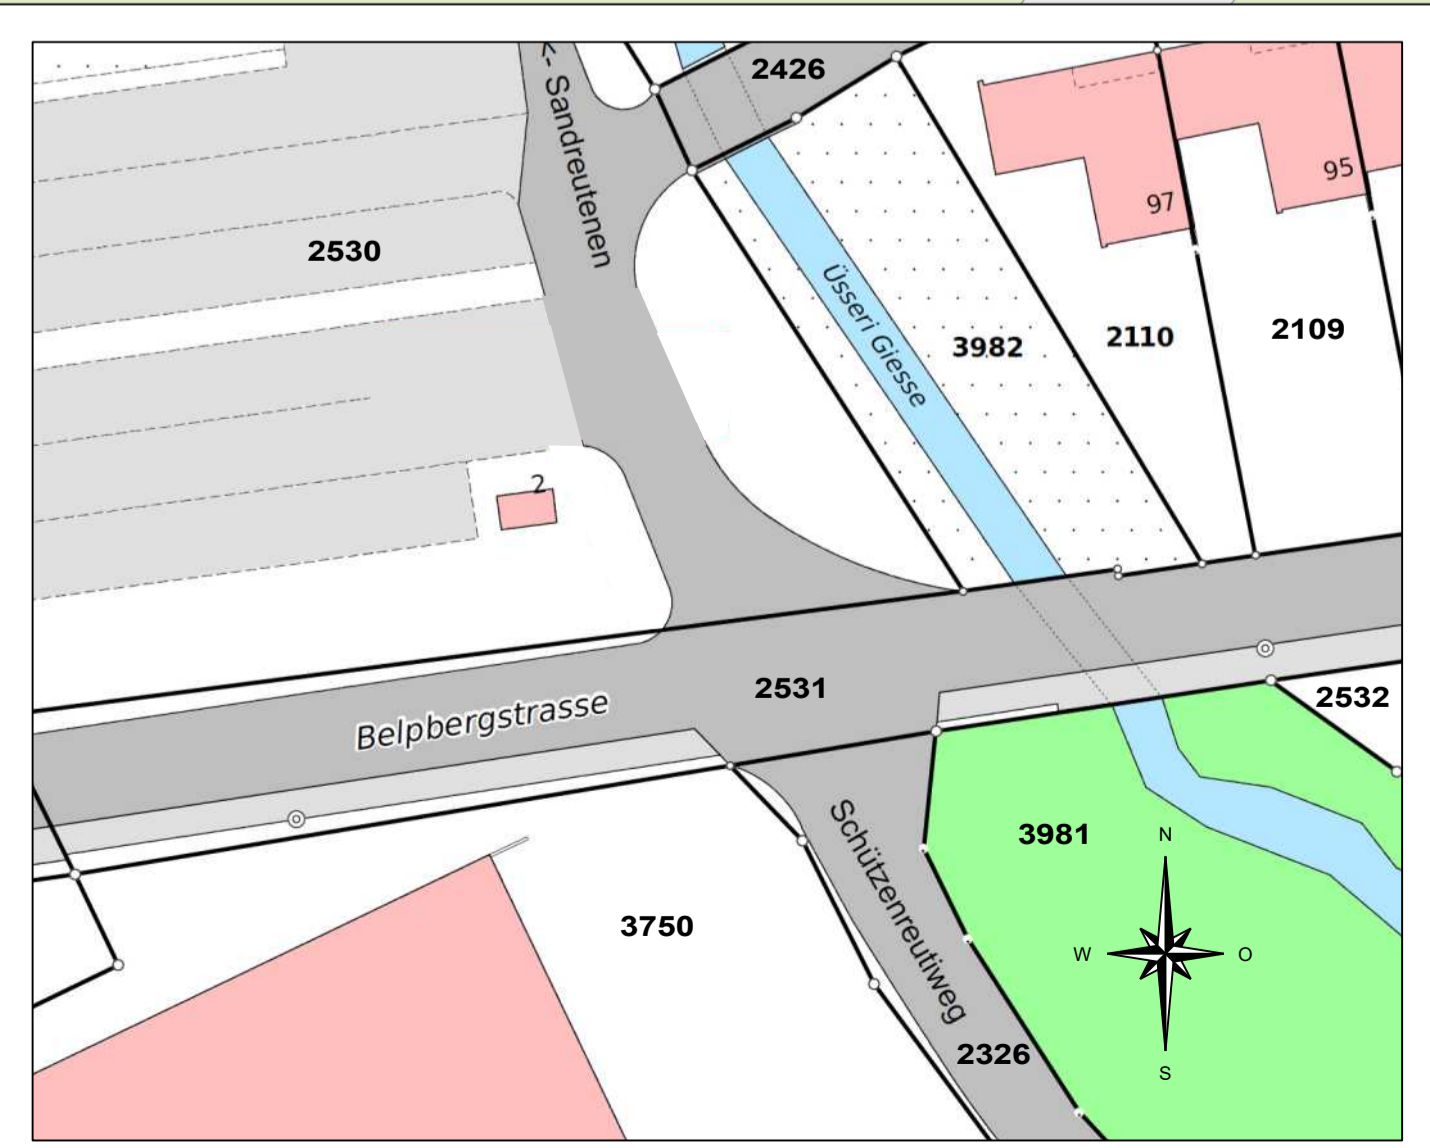 2426
<- Sandreutenen
95
97
2530
Üsseri Giesse
3982
2110
2109
2
2531
2532
Belpbergstrasse
Schützenreutiweg
3981
N
3750
W
O
2326
S